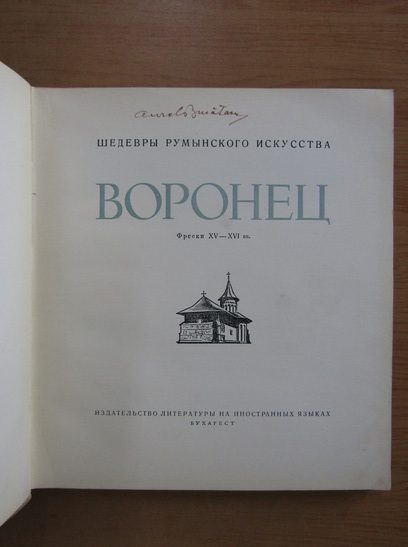 ШЕДЕВРЫ РУМЫНСКОГО ИСКУССТВА
ВОРОНЕЦ
Фрески XV—XVI вв.
ИЗДАТЕЛЬСТВО ЛИТЕРАТУРЫ НА ИНОСТРАННЫХ ЯЗЫКАХ
БУХАРЕСТ